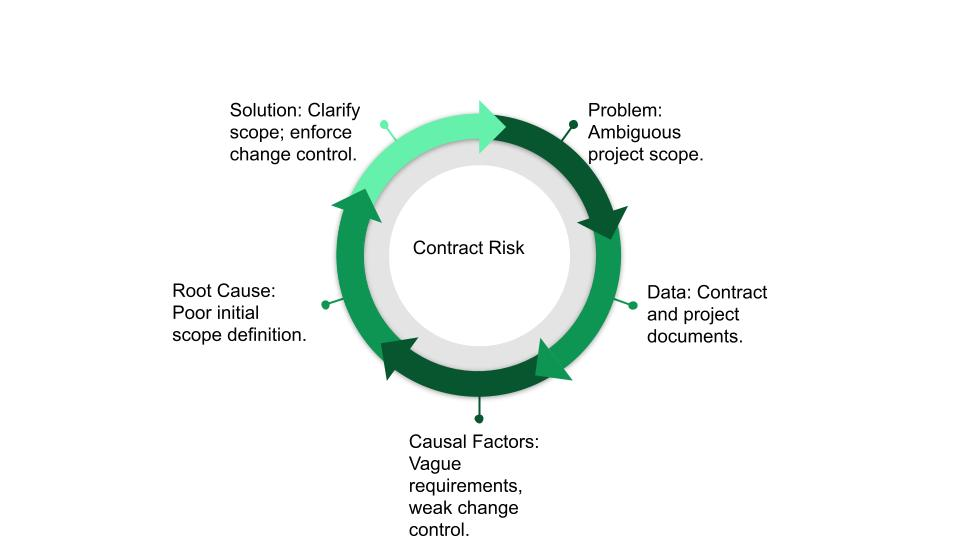 Solution: Clarify
scope; enforce
change control.
Problem:
Ambiguous
project scope.
Contract Risk
Root Cause:
Poor initial
scope definition.
Data: Contract
and project
documents.
Causal Factors:
Vague
requirements,
weak change
control.